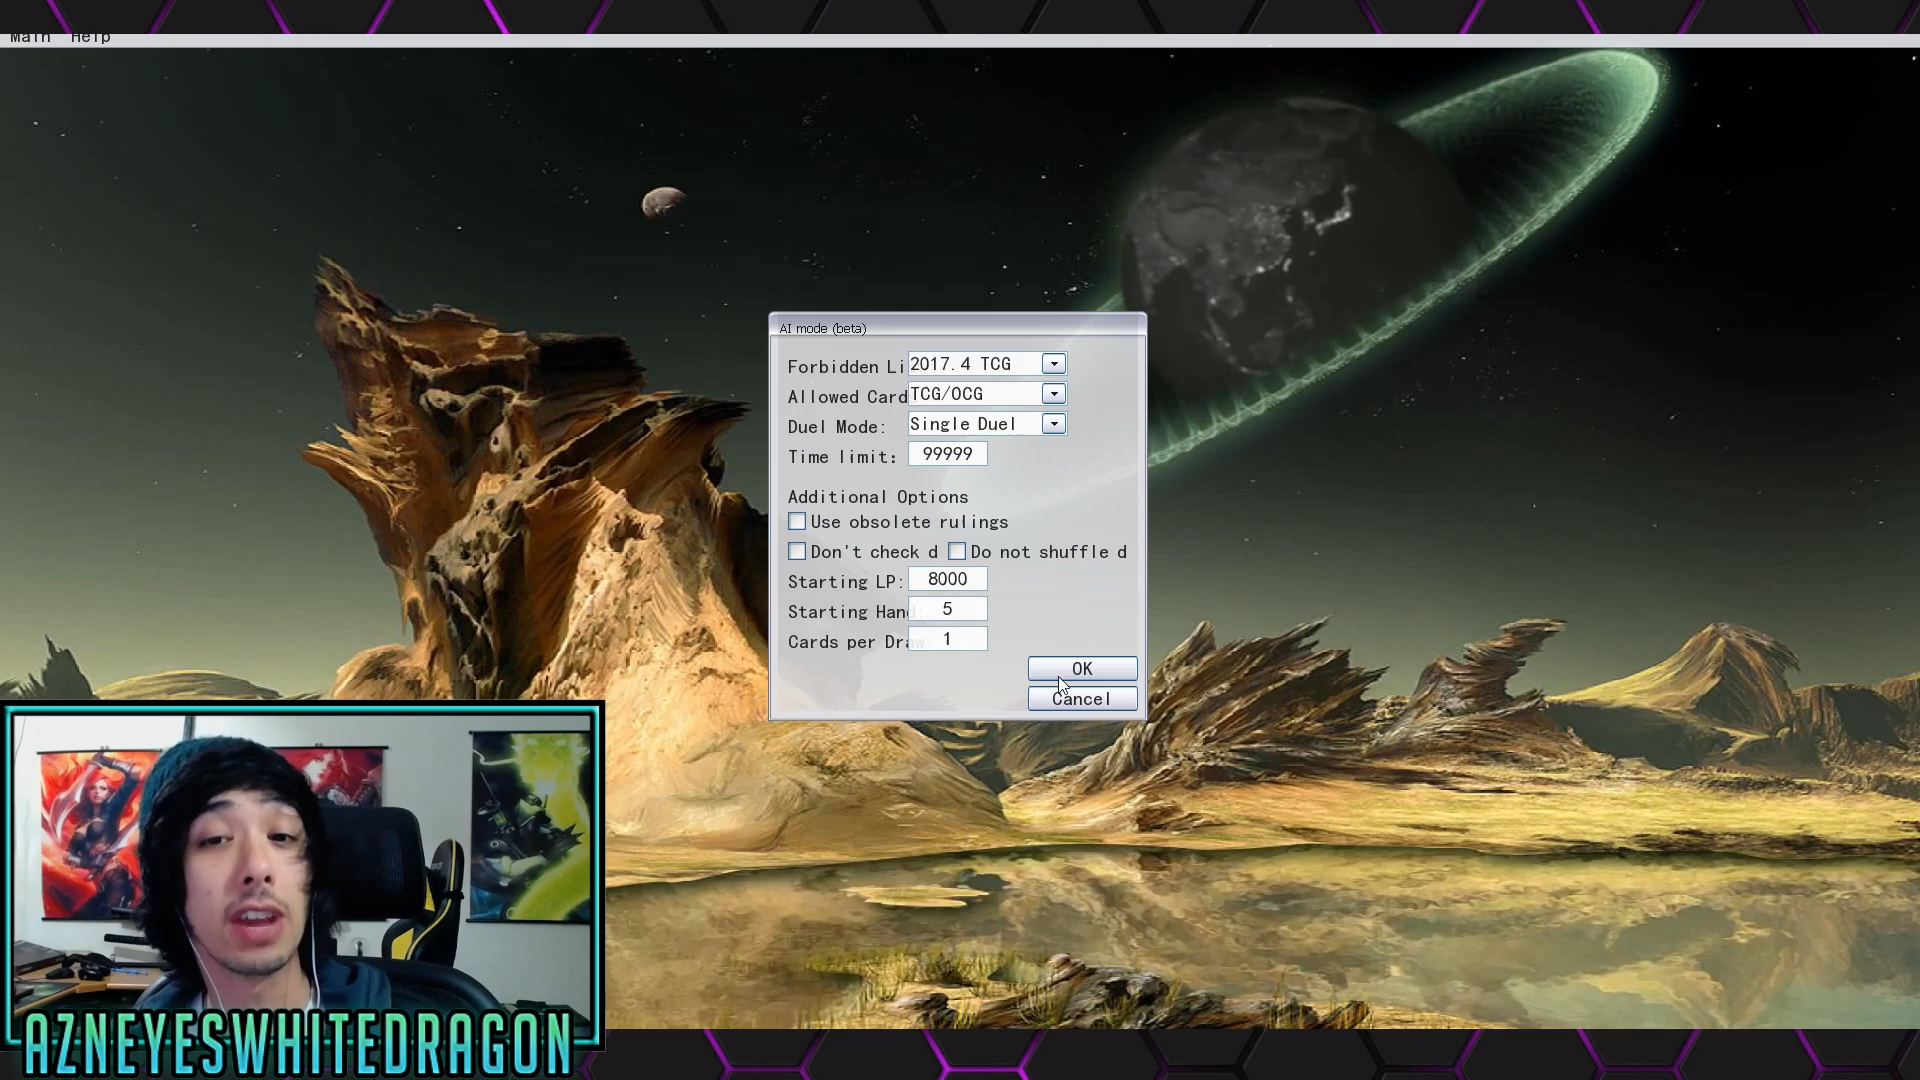 Main Help
AI mode (beta)
Forbidden Li 2017.4 TCG
Allowed Card TCG/OCG
Duel Mode: Single Duel
Time limit: 99999
Additional Options
Use obsolete rulings
Don't check d Do not shuffle d
Starting LP: 8000
Starting Hand: 5
Cards per Draw: 1
OK
Cancel
AZNEYESWHITEDRAGON